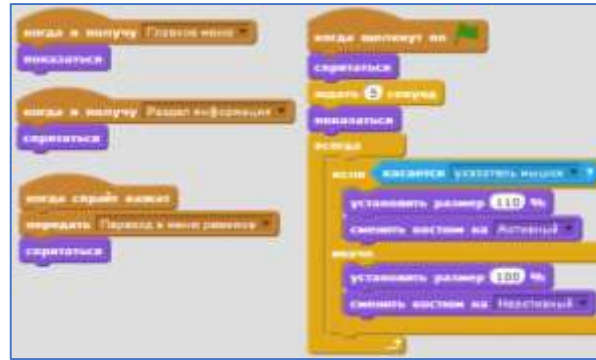 когда я получу Главное меню
показаться
когда я получу Раздел информация
спрятаться
когда спрайт нажат
передать Переход в меню режимов
спрятаться
когда щелкнут по
спрятаться
ждать 5 секунд
показаться
всегда
если касается указатель мышки ?
установить размер 110 %
сменить костюм на Активный
иначе
установить размер 100 %
сменить костюм на Неактивный